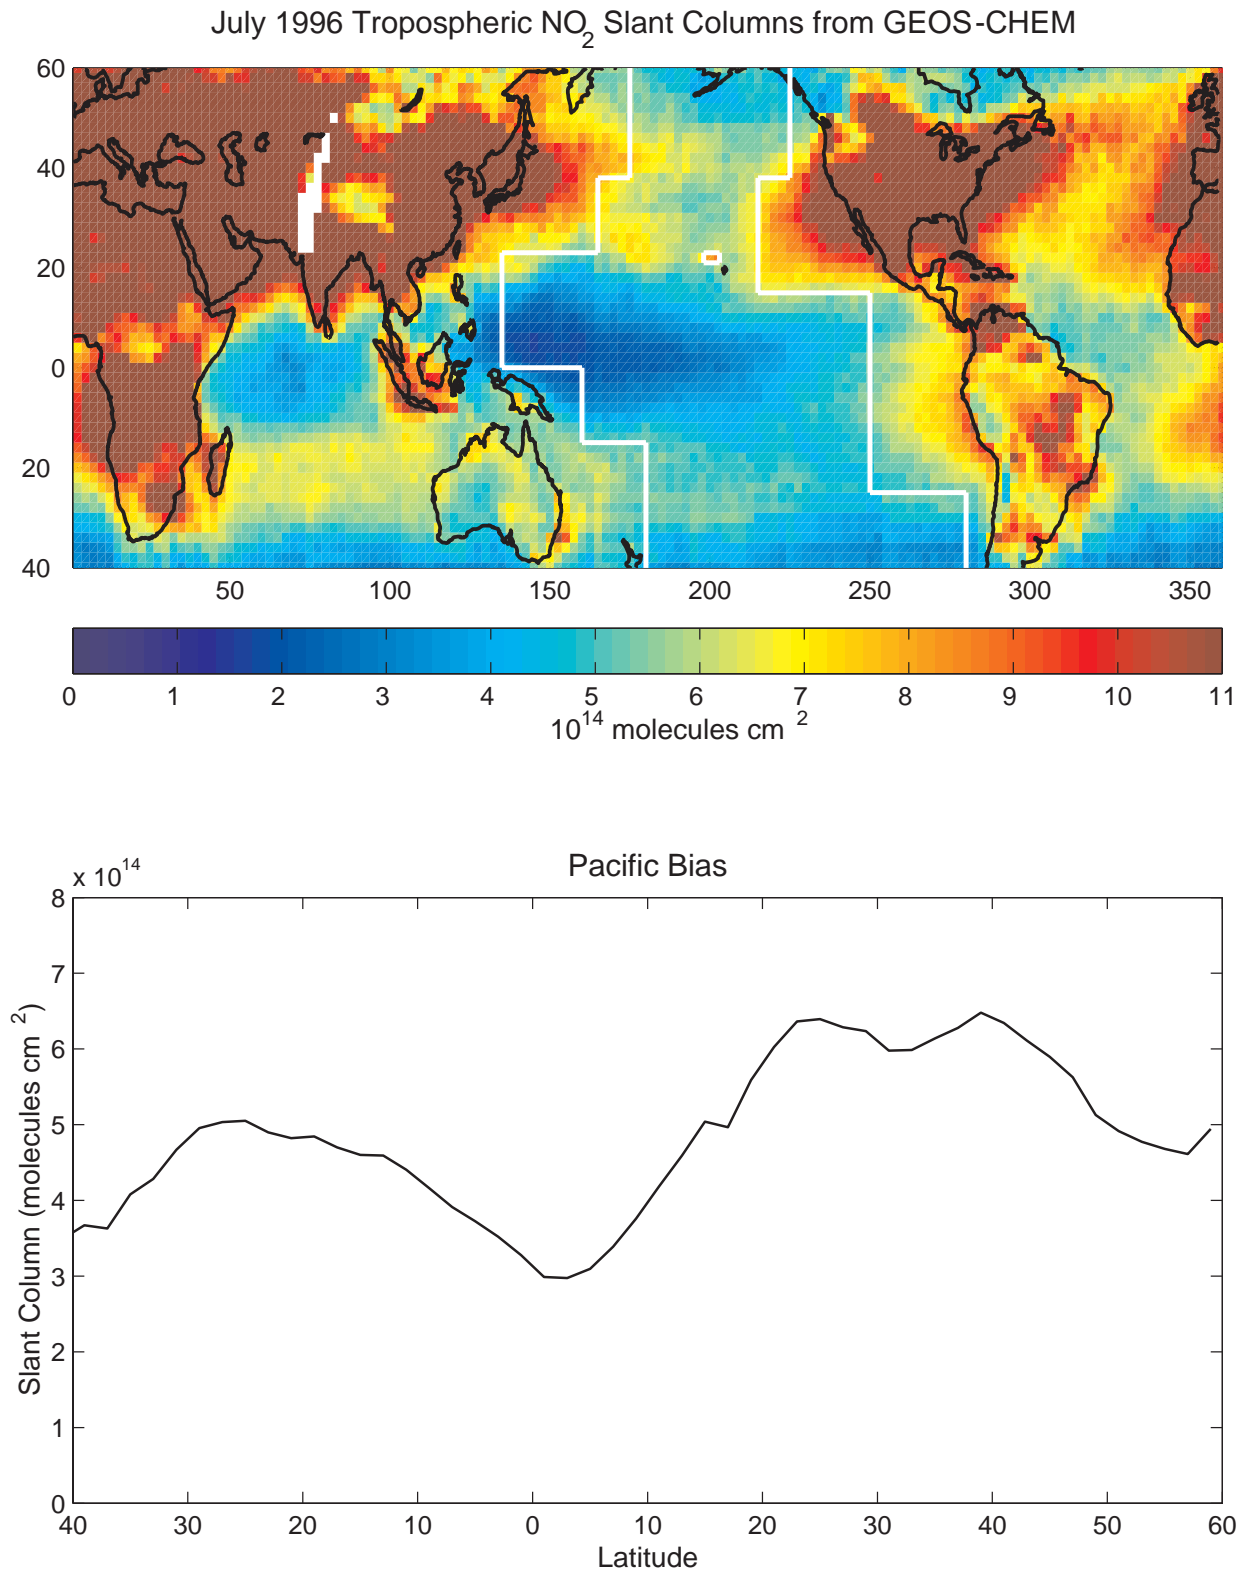 July 1996 Tropospheric NO2 Slant Columns from GEOS-CHEM
60
40
20
0
20
40
50 100 150 200 250 300 350
0 1 2 3 4 5 6 7 8 9 10 11
10^14 molecules cm 2
Pacific Bias
x 10^14
8
7
6
5
4
3
2
1
0
Slant Column (molecules cm 2)
40 30 20 10 0 10 20 30 40 50 60
Latitude